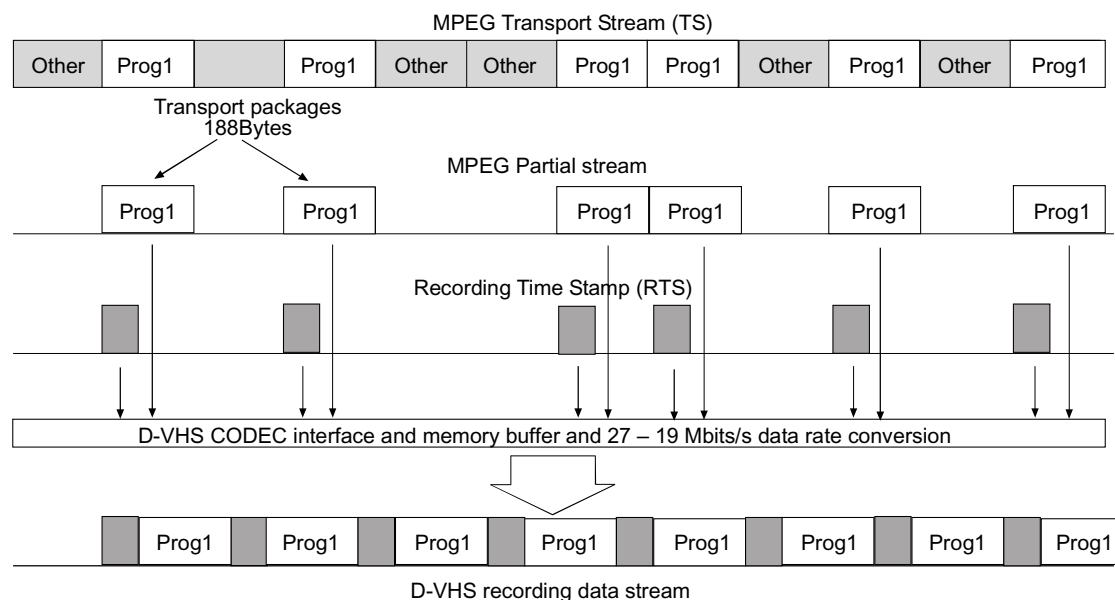 MPEG Transport Stream (TS)
Other Prog1 Prog1 Other Other Prog1 Prog1 Other Prog1 Other Prog1
Transport packages
188Bytes
MPEG Partial stream
Prog1 Prog1 Prog1 Prog1 Prog1 Prog1
Recording Time Stamp (RTS)
D-VHS CODEC interface and memory buffer and 27 – 19 Mbits/s data rate conversion
Prog1 Prog1 Prog1 Prog1 Prog1 Prog1 Prog1 Prog1
D-VHS recording data stream